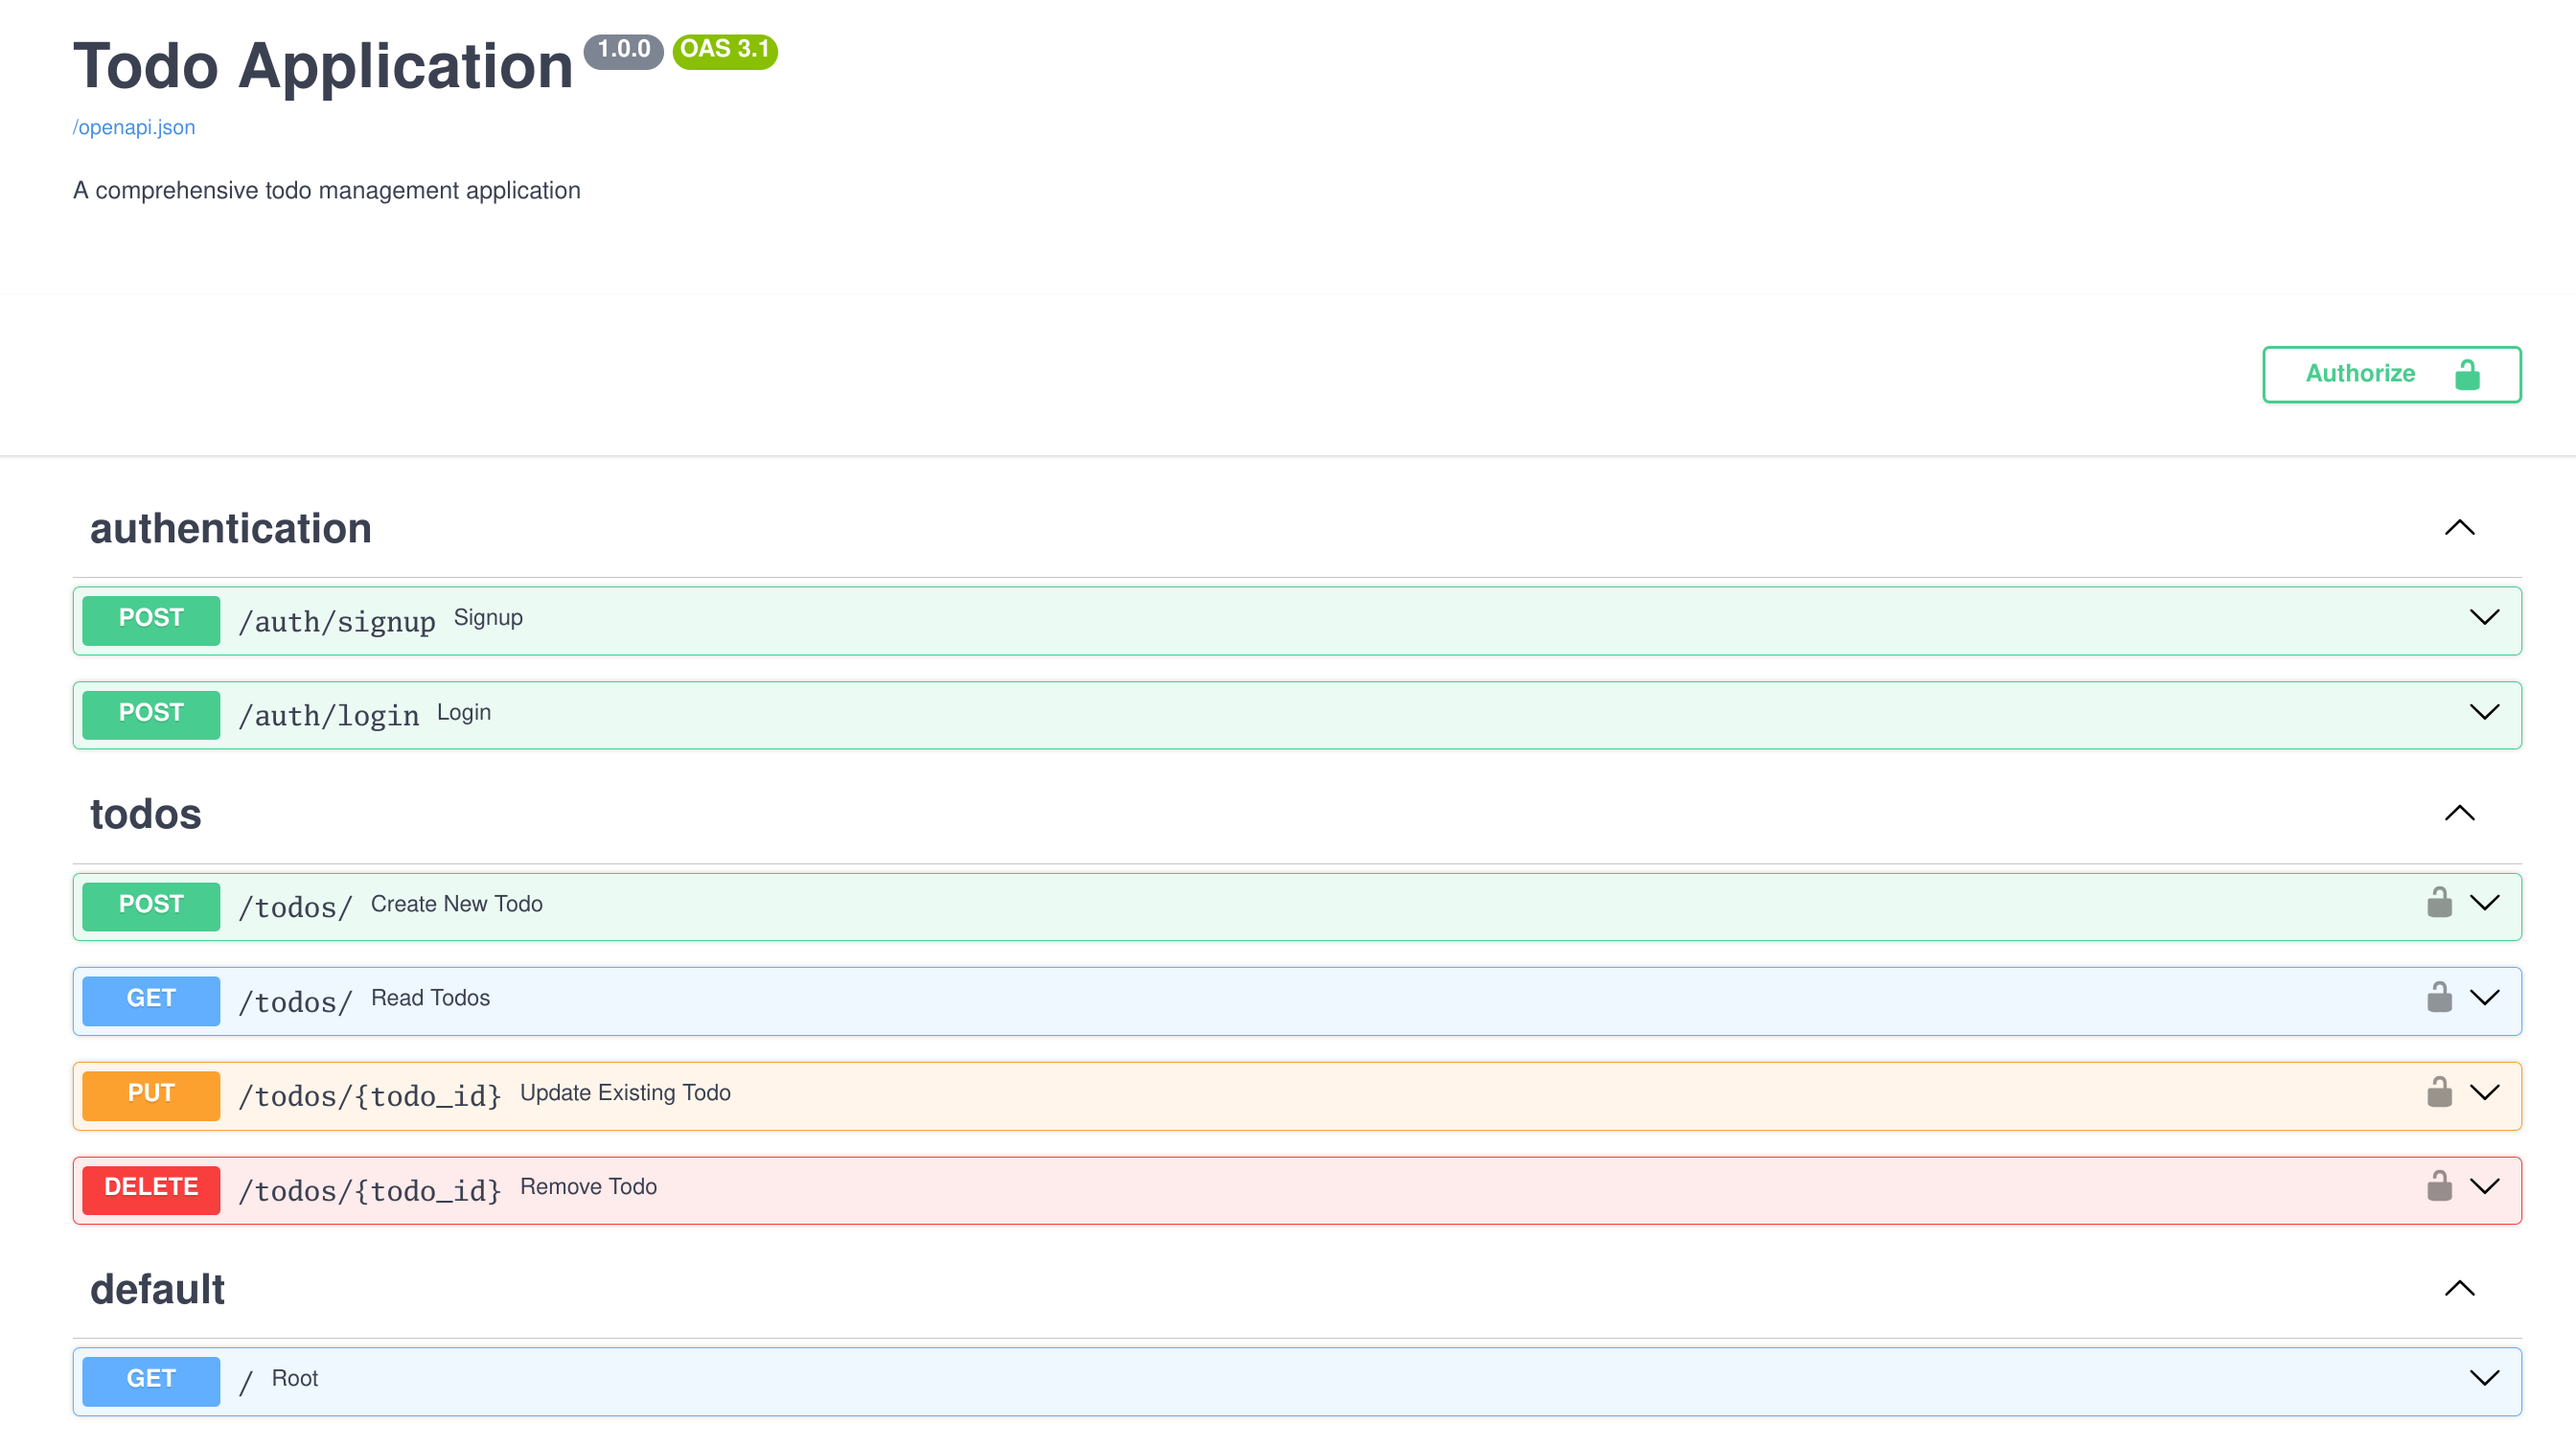 Todo Application 1.0.0 OAS 3.1
/openapi.json
A comprehensive todo management application
Authorize
authentication
POST /auth/signup Signup
POST /auth/login Login
todos
POST /todos/ Create New Todo
GET /todos/ Read Todos
PUT /todos/{todo_id} Update Existing Todo
DELETE /todos/{todo_id} Remove Todo
default
GET / Root